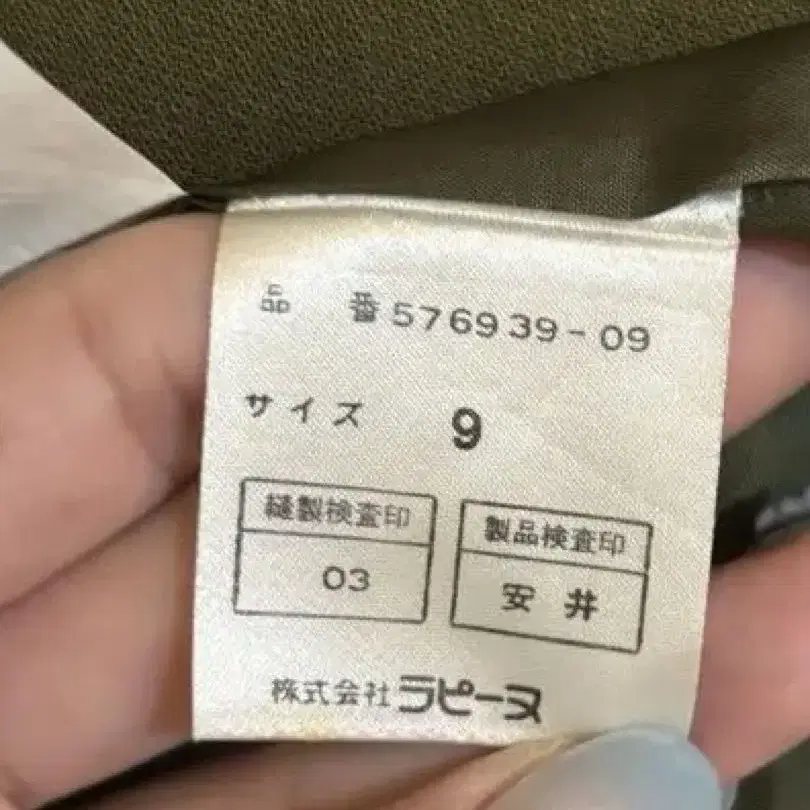 品 番 576939-09
サイズ 9
縫製検査印 製品検査印
03 安井
株式会社ラピーヌ